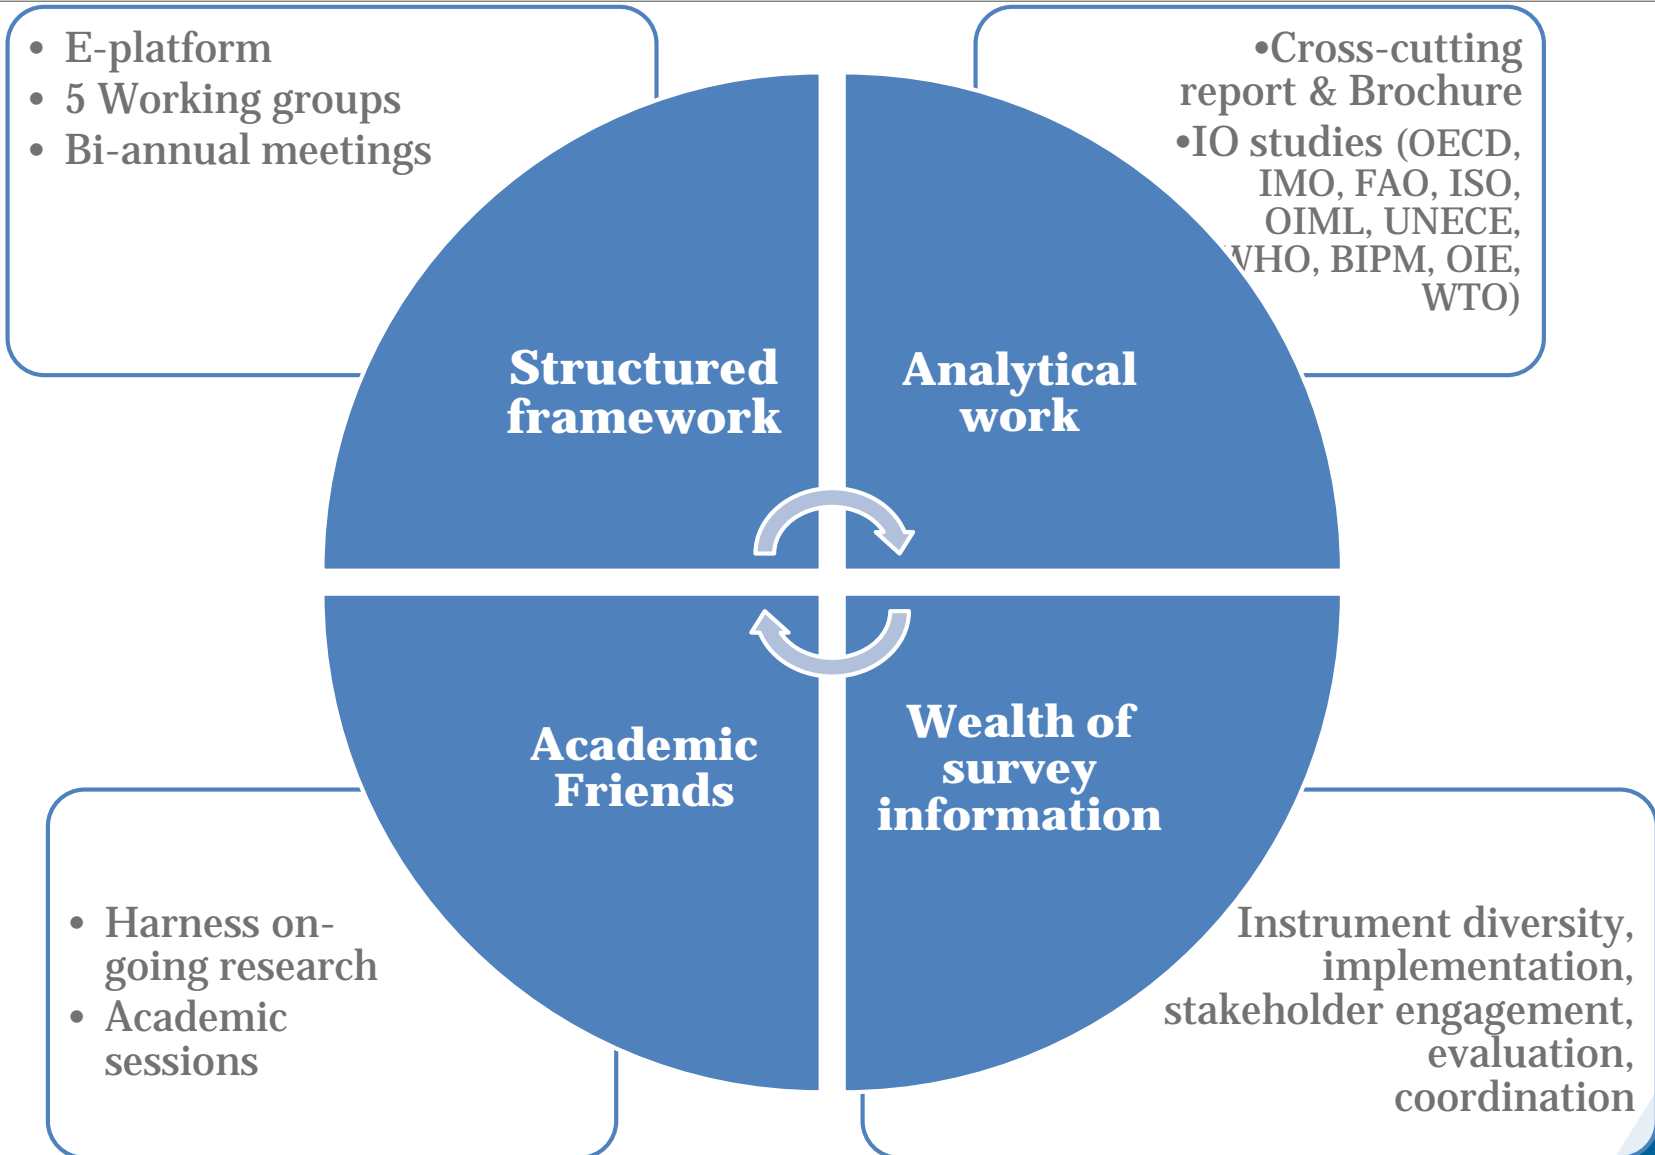 • E-platform
• 5 Working groups
• Bi-annual meetings
•Cross-cutting
report & Brochure
•IO studies (OECD,
IMO, FAO, ISO,
OIML, UNECE,
WHO, BIPM, OIE,
WTO)
Structured
framework
Analytical
work
Academic
Friends
Wealth of
survey
information
• Harness on-
going research
• Academic
sessions
Instrument diversity,
implementation,
stakeholder engagement,
evaluation,
coordination